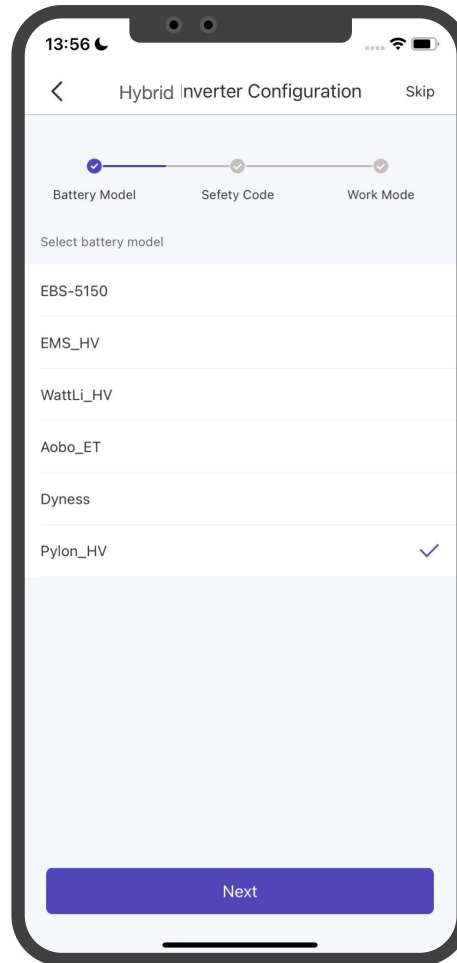 13:56
Hybrid Inverter Configuration Skip
Battery Model Sefety Code Work Mode
Select battery model
EBS-5150
EMS_HV
WattLi_HV
Aobo_ET
Dyness
Pylon_HV
Next